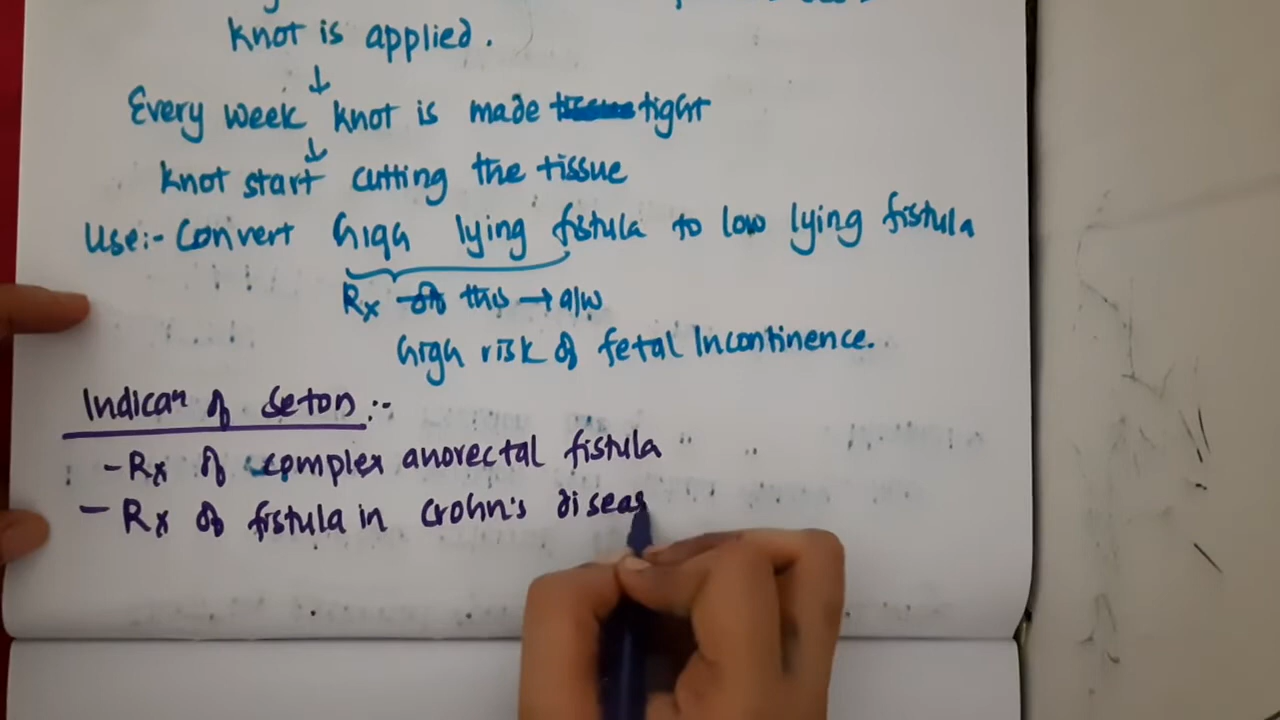 knot is applied.
↓
Every week knot is made tight
↓
knot start cutting the tissue
Use:- Convert high lying fistula to low lying fistula
Rx of this → a/w
high risk of fetal Incontinence.
Indicaⁿ of seton :-
- Rx of complex anorectal fistula
- Rx of fistula in crohn's diseas